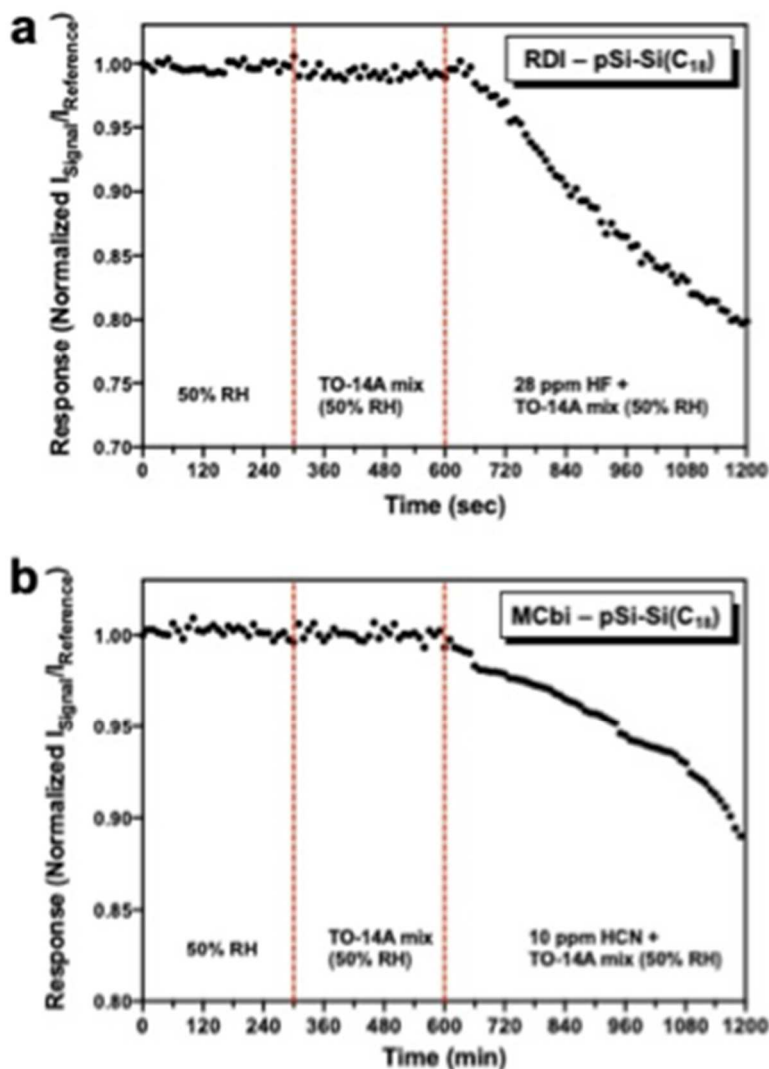 a
RDI – pSi-Si(C₁₈)
Response (Normalized I_Signal/I_Reference)
1.00
0.95
0.90
0.85
0.80
0.75
0.70
50% RH
TO-14A mix
(50% RH)
28 ppm HF +
TO-14A mix (50% RH)
0 120 240 360 480 600 720 840 960 1080 1200
Time (sec)
b
MCbi – pSi-Si(C₁₈)
Response (Normalized I_Signal/I_Reference)
1.00
0.95
0.90
0.85
0.80
50% RH
TO-14A mix
(50% RH)
10 ppm HCN +
TO-14A mix (50% RH)
0 120 240 360 480 600 720 840 960 1080 1200
Time (min)